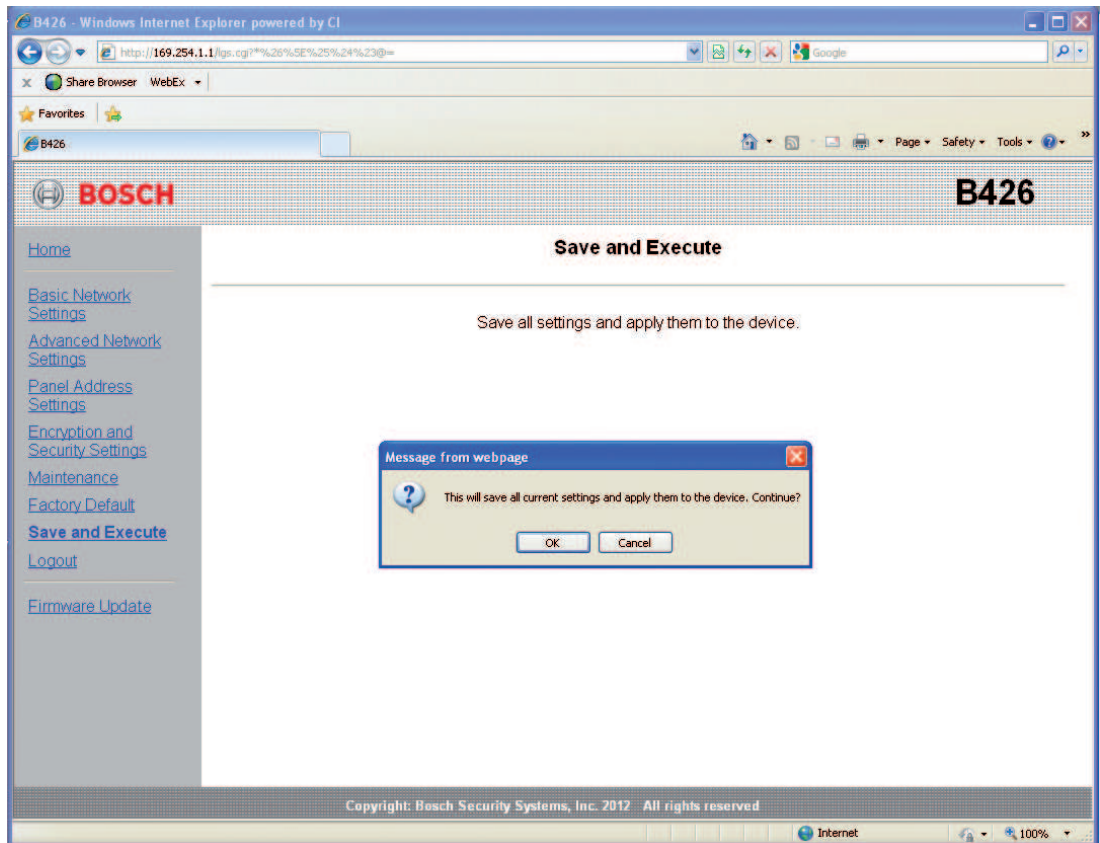 B426 - Windows Internet Explorer powered by CI
http://169.254.1.1/igs.cgi?*%26%5E%25%24%23@=
Google
x Share Browser WebEx
Favorites
B426
Page Safety Tools »
BOSCH
B426
Home
Basic Network
Settings
Advanced Network
Settings
Panel Address
Settings
Encryption and
Security Settings
Maintenance
Factory Default
Save and Execute
Logout
Firmware Update
Save and Execute
Save all settings and apply them to the device.
Message from webpage
This will save all current settings and apply them to the device. Continue?
OK
Cancel
Copyright: Bosch Security Systems, Inc. 2012 All rights reserved
Internet
100%